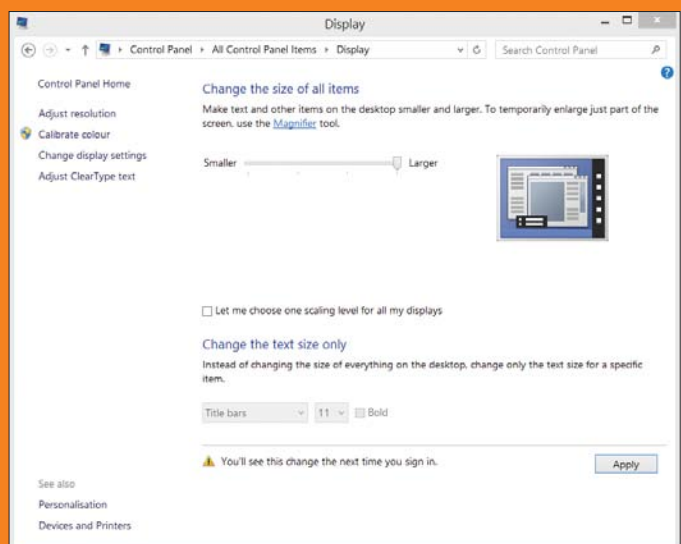 Display
Control Panel All Control Panel Items Display
Search Control Panel
Control Panel Home
Adjust resolution
Calibrate colour
Change display settings
Adjust ClearType text
Change the size of all items
Make text and other items on the desktop smaller and larger. To temporarily enlarge just part of the
screen, use the Magnifier tool.
Smaller Larger
Let me choose one scaling level for all my displays
Change the text size only
Instead of changing the size of everything on the desktop, change only the text size for a specific
item.
Title bars 11 Bold
You'll see this change the next time you sign in.
Apply
See also
Personalisation
Devices and Printers